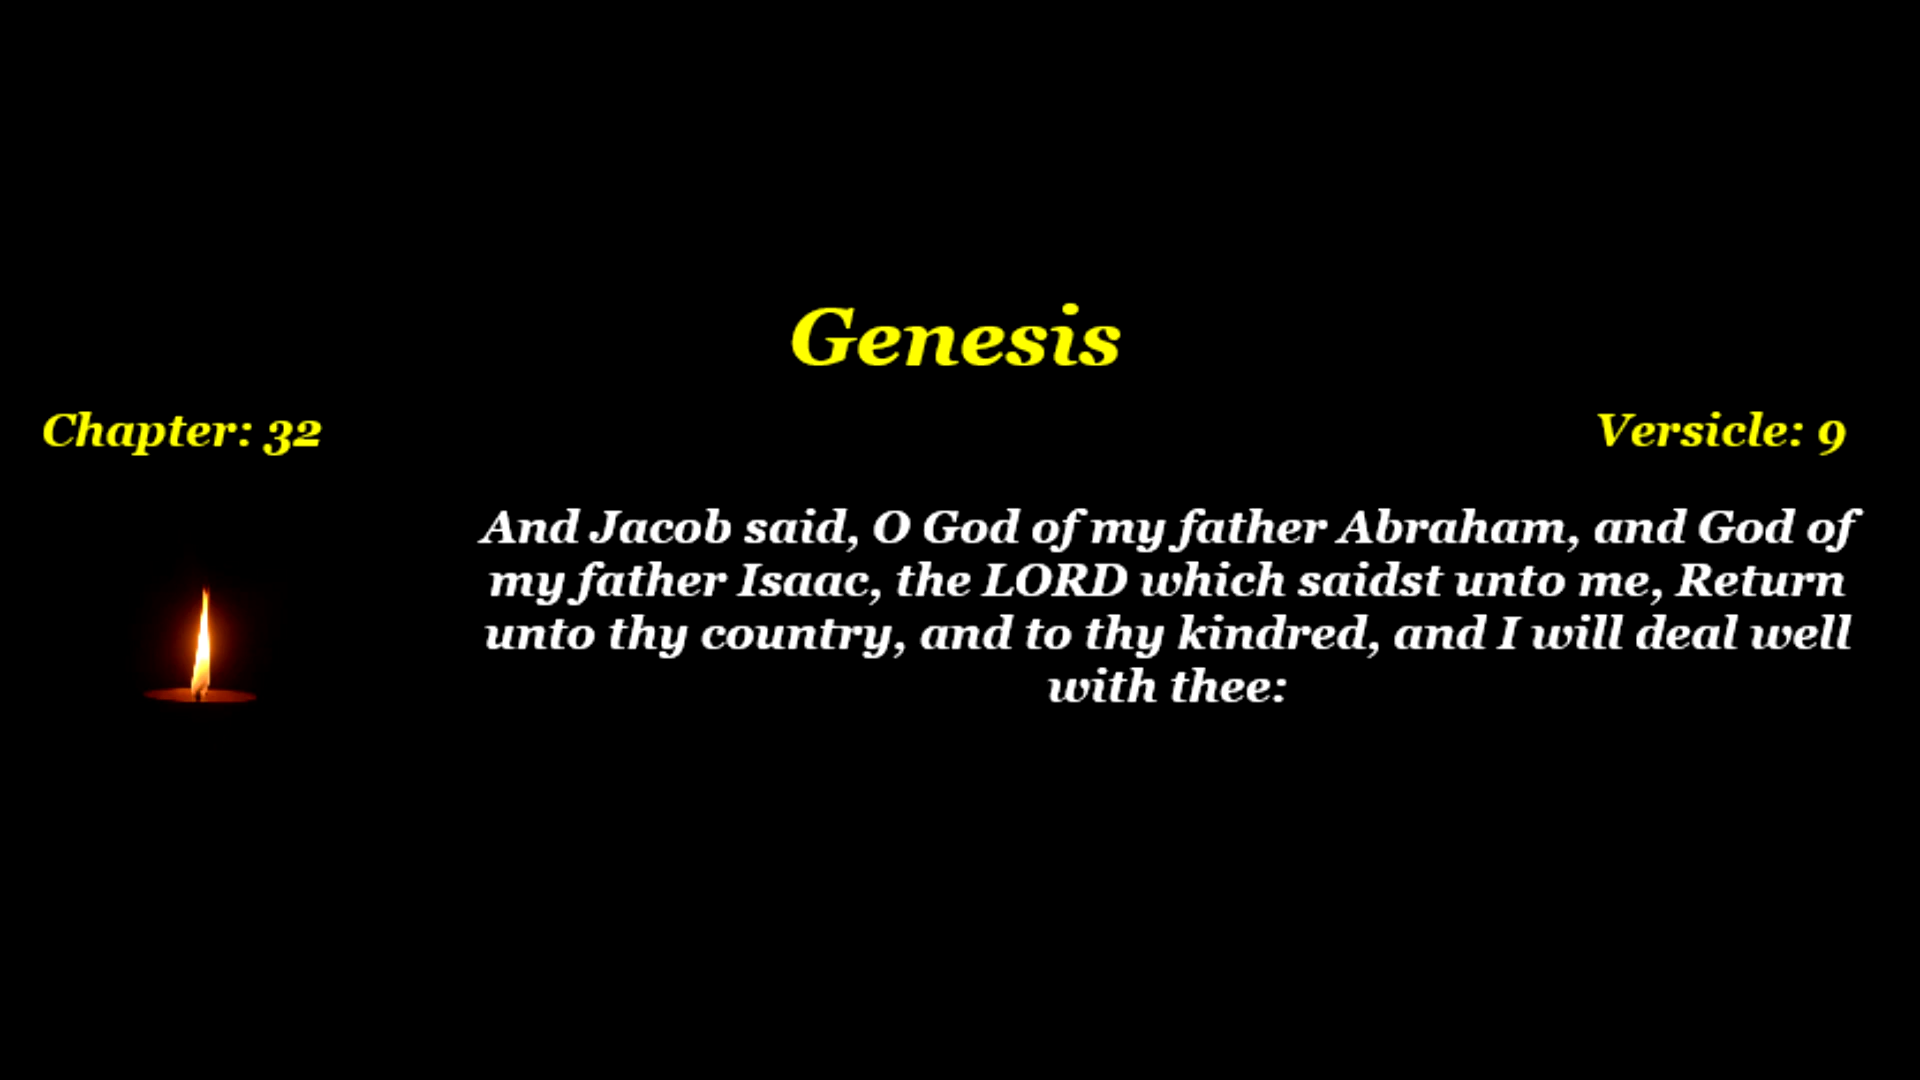 Genesis
Chapter: 32
Versicle: 9
And Jacob said, O God of my father Abraham, and God of
my father Isaac, the LORD which saidst unto me, Return
unto thy country, and to thy kindred, and I will deal well
with thee: